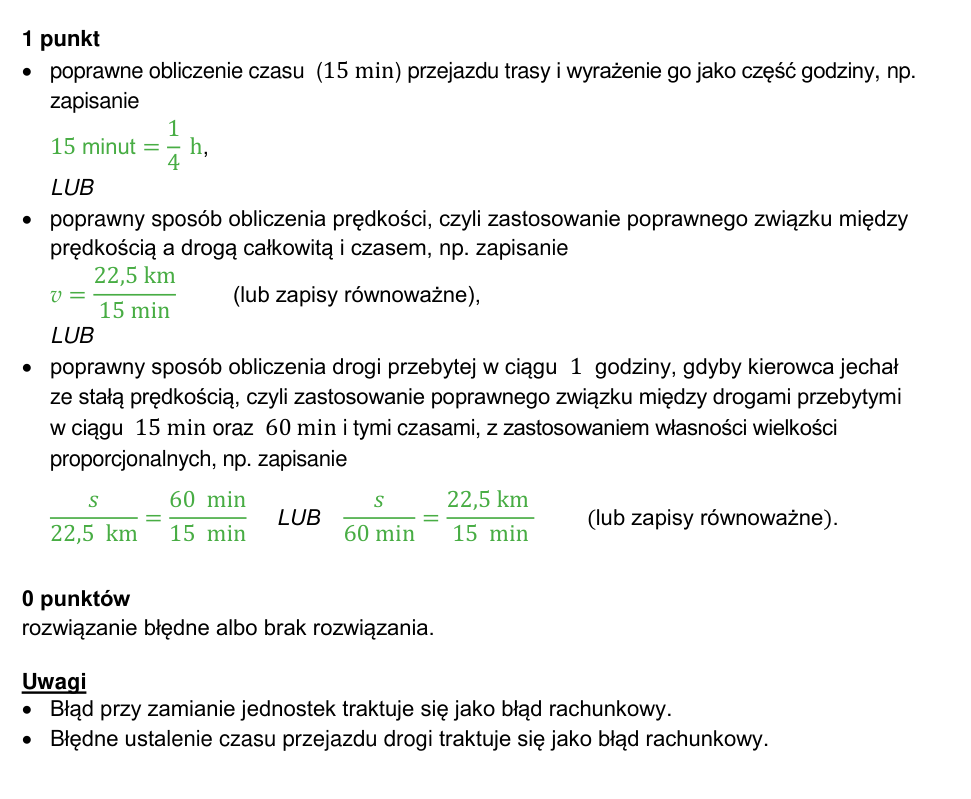 1 punkt
• poprawne obliczenie czasu (15 min) przejazdu trasy i wyrażenie go jako część godziny, np.
zapisanie
15 minut = 1/4 h,
LUB
• poprawny sposób obliczenia prędkości, czyli zastosowanie poprawnego związku między
prędkością a drogą całkowitą i czasem, np. zapisanie
v = 22,5 km / 15 min (lub zapisy równoważne),
LUB
• poprawny sposób obliczenia drogi przebytej w ciągu 1 godziny, gdyby kierowca jechał
ze stałą prędkością, czyli zastosowanie poprawnego związku między drogami przebytymi
w ciągu 15 min oraz 60 min i tymi czasami, z zastosowaniem własności wielkości
proporcjonalnych, np. zapisanie
s / 22,5 km = 60 min / 15 min LUB s / 60 min = 22,5 km / 15 min (lub zapisy równoważne).
0 punktów
rozwiązanie błędne albo brak rozwiązania.
Uwagi
• Błąd przy zamianie jednostek traktuje się jako błąd rachunkowy.
• Błędne ustalenie czasu przejazdu drogi traktuje się jako błąd rachunkowy.